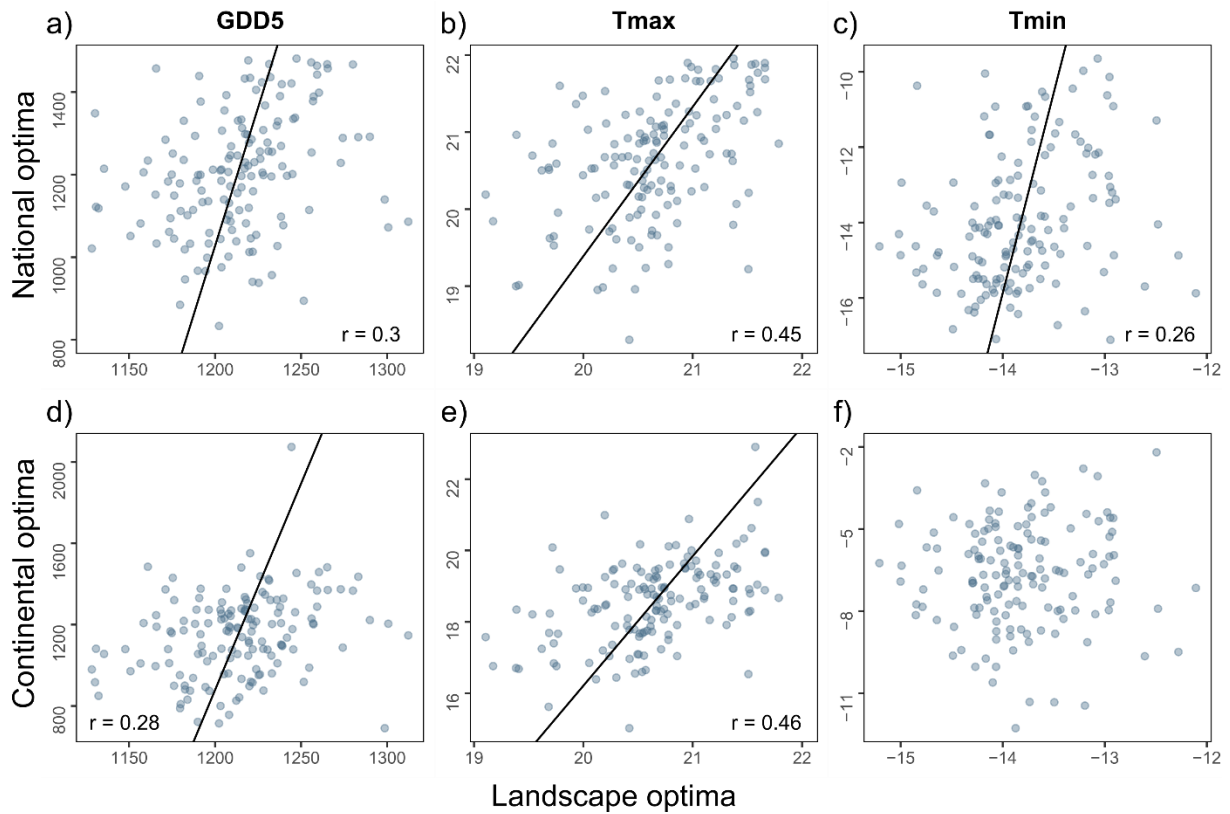 a) GDD5
b) Tmax
c) Tmin
National optima
800 1000 1200 1400
1150 1200 1250 1300
r = 0.3
19 20 21 22
19 20 21 22
r = 0.45
−16 −14 −12 −10
−15 −14 −13 −12
r = 0.26
d)
e)
f)
Continental optima
800 1200 1600 2000
1150 1200 1250 1300
r = 0.28
16 18 20 22
19 20 21 22
r = 0.46
−11 −8 −5 −2
−15 −14 −13 −12
Landscape optima